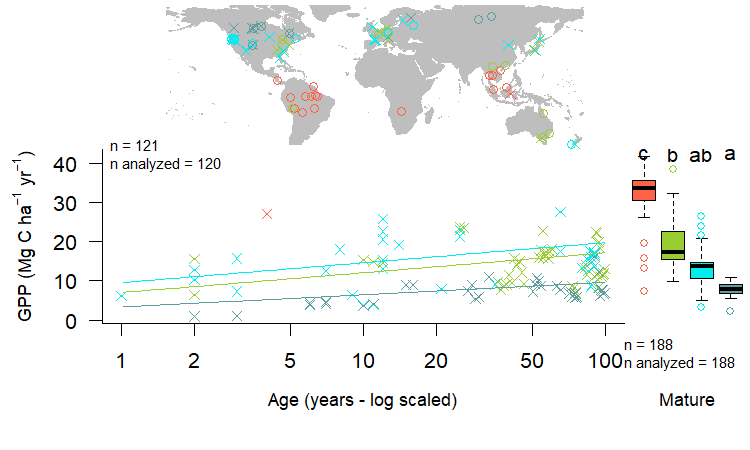 n = 121
n analyzed = 120
GPP (Mg C ha⁻¹ yr⁻¹)
40
30
20
10
0
1 2 5 10 20 50 100
Age (years - log scaled)
c b ab a
n = 188
n analyzed = 188
Mature